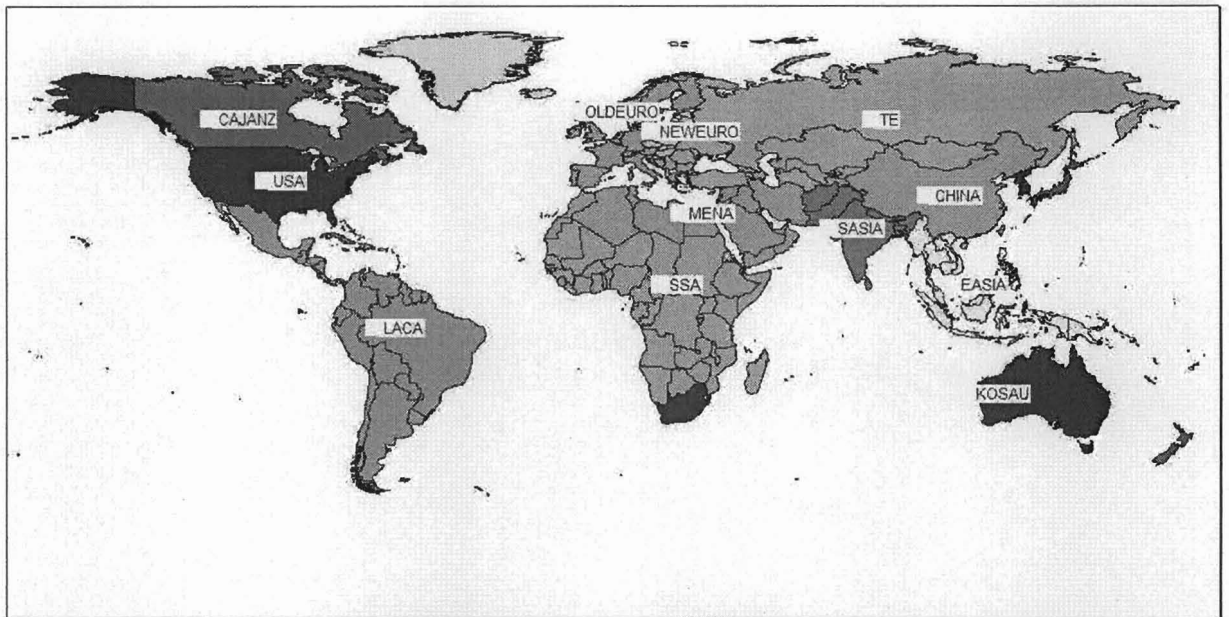 OLDEURO
CAJANZ
TE
NEWEURO
USA
CHINA
MENA
SASIA
SSA
EASIA
LACA
KOSAU